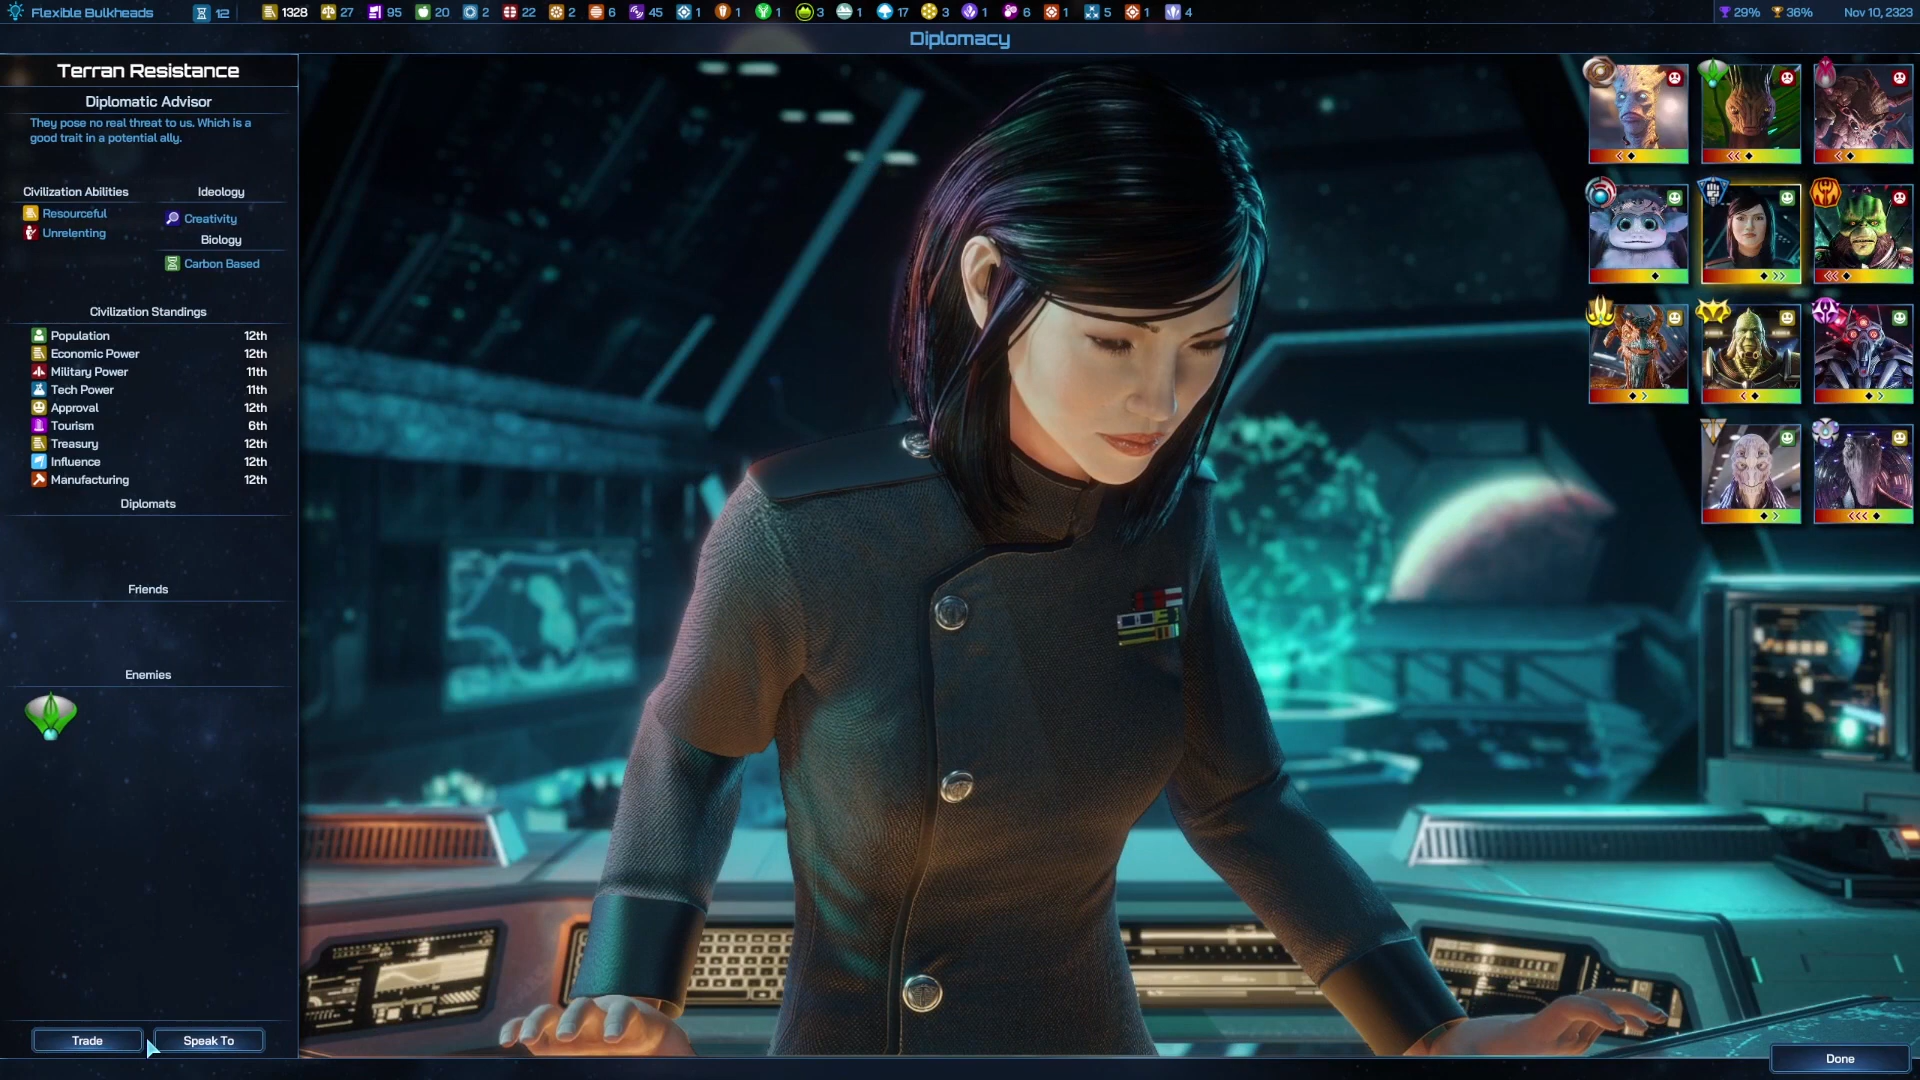 Flexible Bulkheads 12 1328 27 95 20 2 22 2 6 45 1 1 1 3 1 17 3 1 6 1 5 1 4 29% 36% Nov 10, 2323
Diplomacy
Terran Resistance
Diplomatic Advisor
They pose no real threat to us. Which is a
good trait in a potential ally.
Civilization Abilities
Resourceful
Unrelenting
Ideology
Creativity
Biology
Carbon Based
Civilization Standings
Population 12th
Economic Power 12th
Military Power 11th
Tech Power 11th
Approval 12th
Tourism 6th
Treasury 12th
Influence 12th
Manufacturing 12th
Diplomats
Friends
Enemies
Trade
Speak To
Done